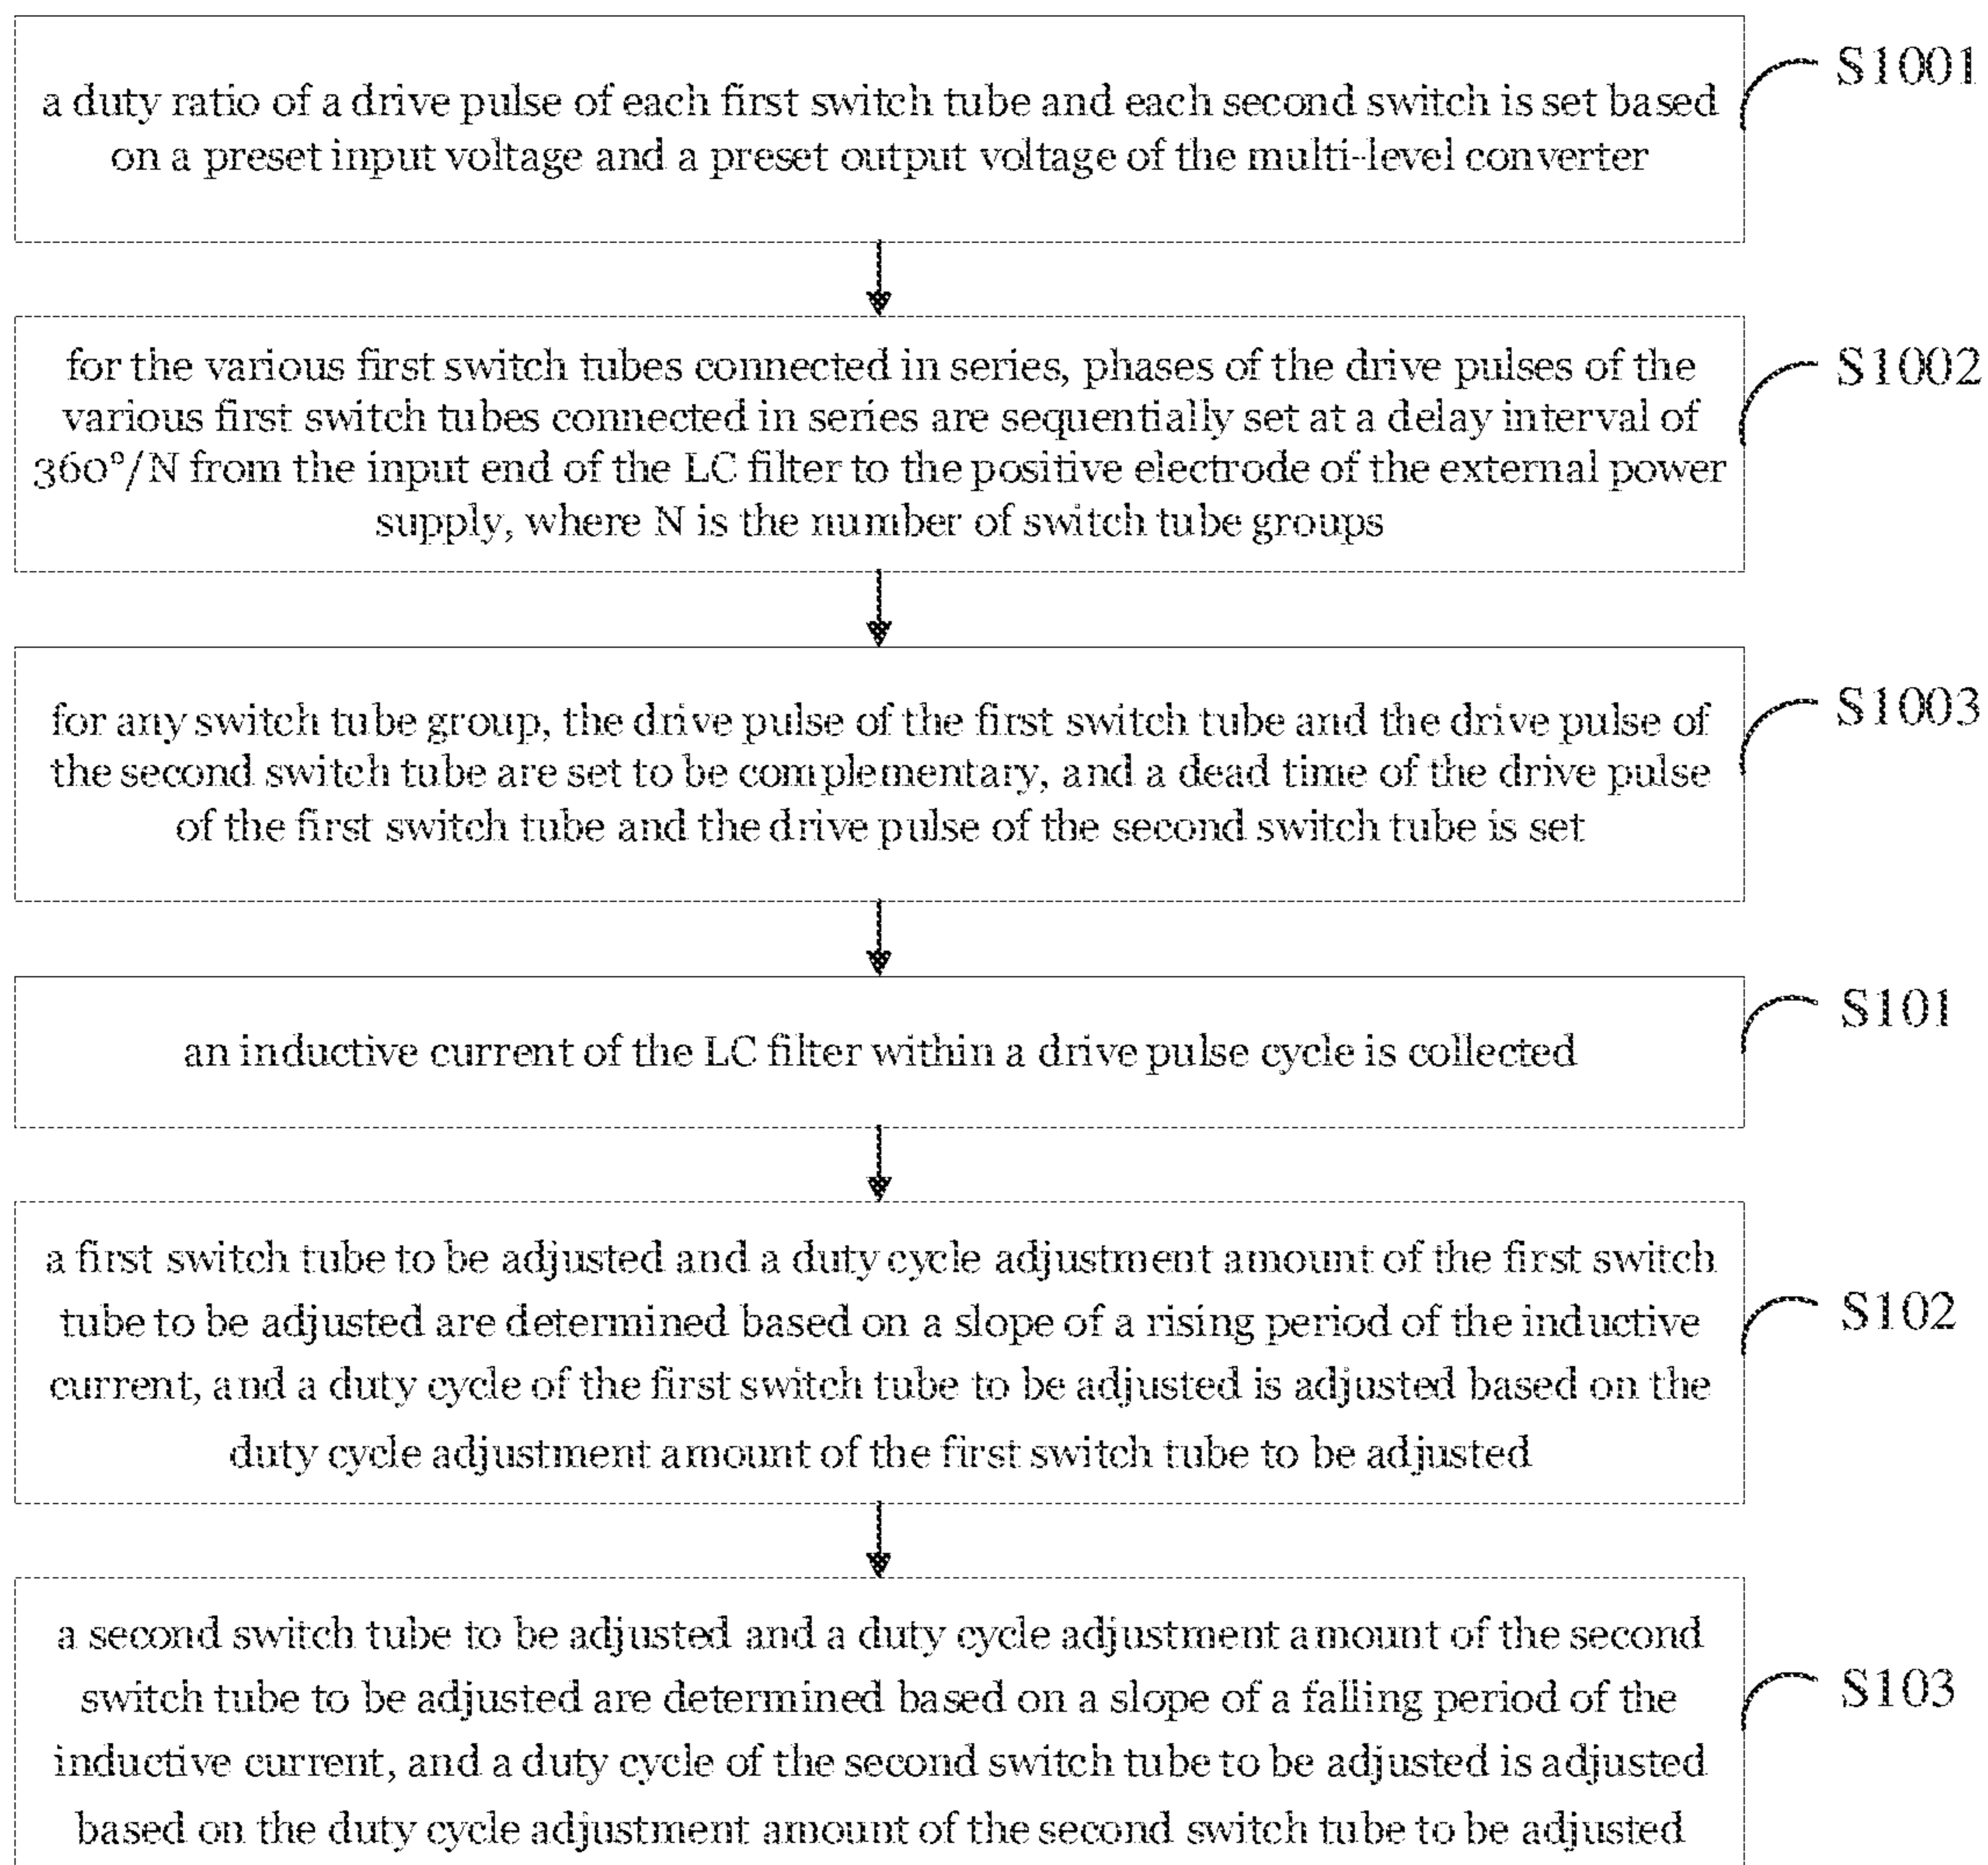 a duty ratio of a drive pulse of each first switch tube and each second switch is set based
on a preset input voltage and a preset output voltage of the multi-level converter
S1001
for the various first switch tubes connected in series, phases of the drive pulses of the
various first switch tubes connected in series are sequentially set at a delay interval of
360°/N from the input end of the LC filter to the positive electrode of the external power
supply, where N is the number of switch tube groups
S1002
for any switch tube group, the drive pulse of the first switch tube and the drive pulse of
the second switch tube are set to be complementary, and a dead time of the drive pulse
of the first switch tube and the drive pulse of the second switch tube is set
S1003
an inductive current of the LC filter within a drive pulse cycle is collected
S101
a first switch tube to be adjusted and a duty cycle adjustment amount of the first switch
tube to be adjusted are determined based on a slope of a rising period of the inductive
current, and a duty cycle of the first switch tube to be adjusted is adjusted based on the
duty cycle adjustment amount of the first switch tube to be adjusted
S102
a second switch tube to be adjusted and a duty cycle adjustment amount of the second
switch tube to be adjusted are determined based on a slope of a falling period of the
inductive current, and a duty cycle of the second switch tube to be adjusted is adjusted
based on the duty cycle adjustment amount of the second switch tube to be adjusted
S103